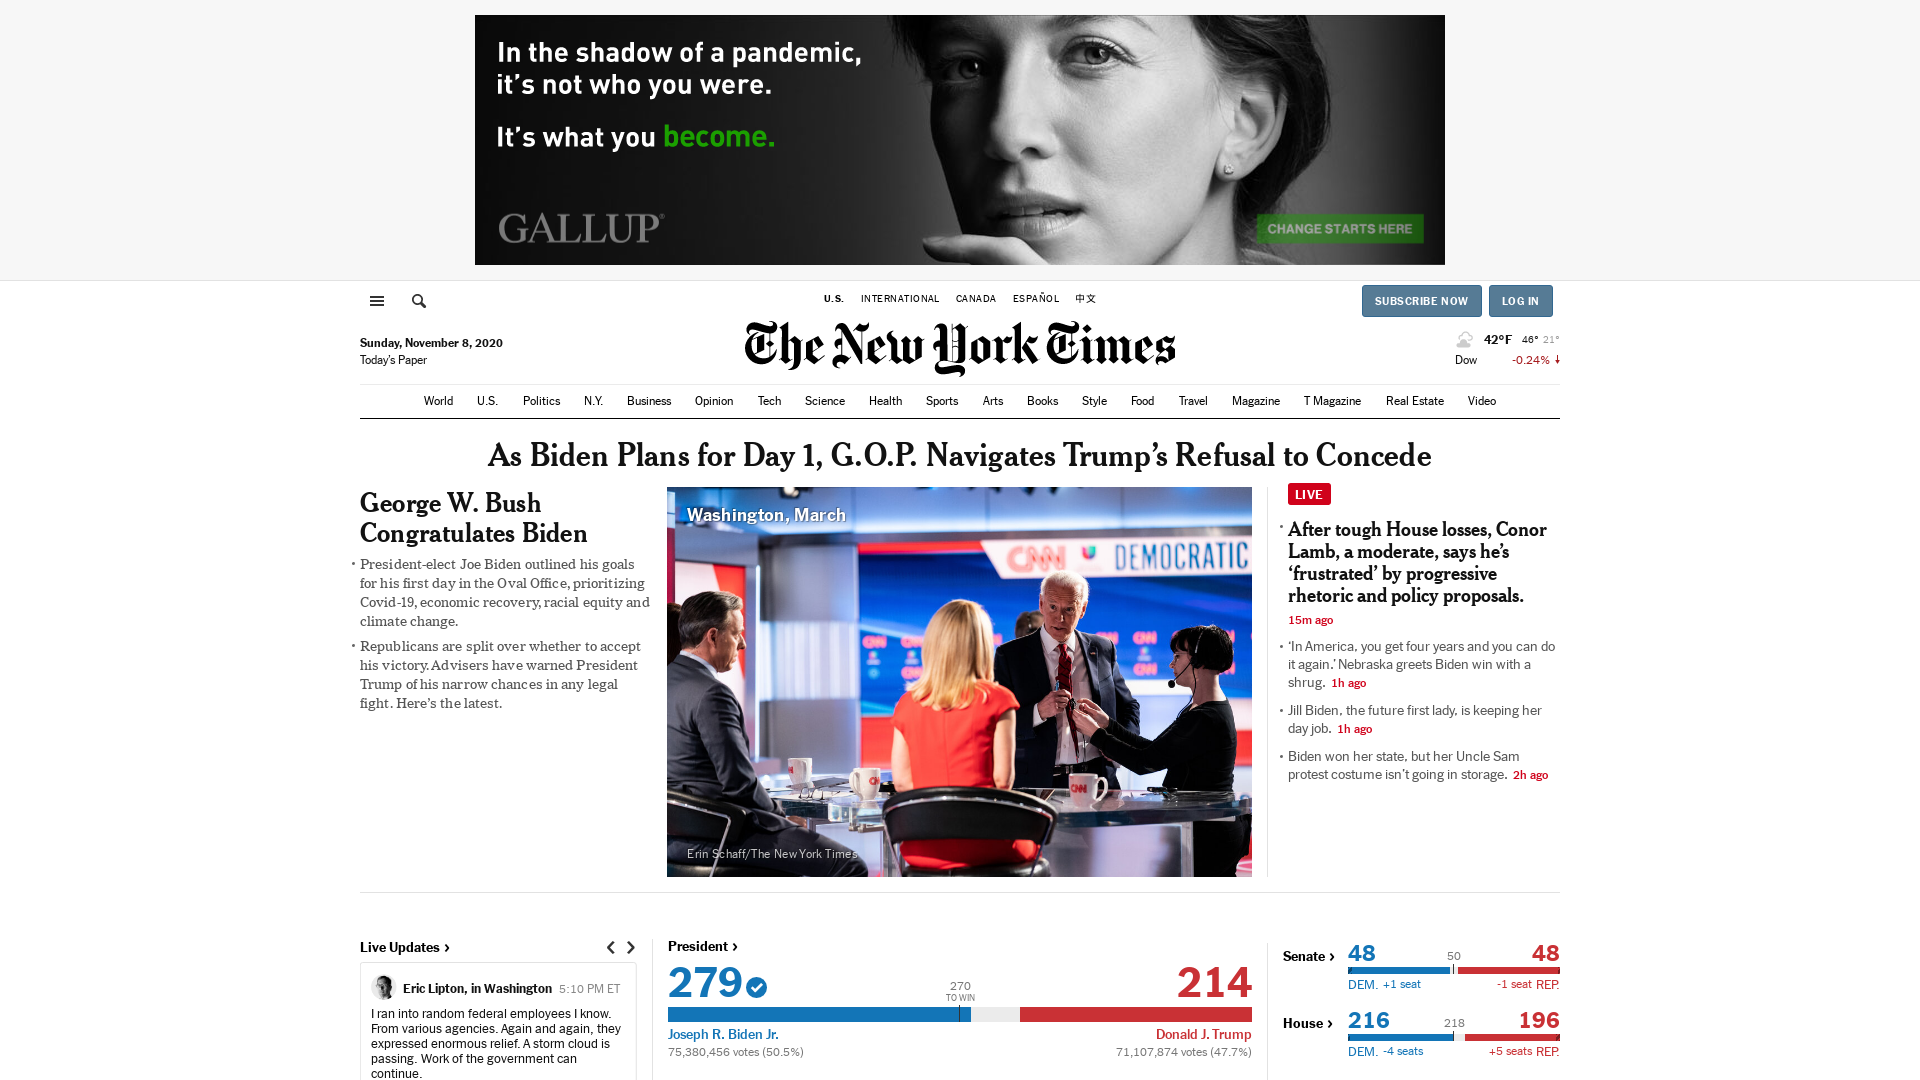 In the shadow of a pandemic,
it's not who you were.
It's what you become.
GALLUP®
CHANGE STARTS HERE
U.S. INTERNATIONAL CANADA ESPAÑOL 中文
SUBSCRIBE NOW LOG IN
The New York Times
Sunday, November 8, 2020
Today's Paper
42°F 46° 21°
Dow -0.24% ↓
World U.S. Politics N.Y. Business Opinion Tech Science Health Sports Arts Books Style Food Travel Magazine T Magazine Real Estate Video
As Biden Plans for Day 1, G.O.P. Navigates Trump's Refusal to Concede
George W. Bush
Congratulates Biden
• President-elect Joe Biden outlined his goals
for his first day in the Oval Office, prioritizing
Covid-19, economic recovery, racial equity and
climate change.
• Republicans are split over whether to accept
his victory. Advisers have warned President
Trump of his narrow chances in any legal
fight. Here's the latest.
Washington, March
CNN DEMOCRATIC
CNN CNN CNN
CNN
CNN
Erin Schaff/The New York Times
LIVE
• After tough House losses, Conor
Lamb, a moderate, says he's
‘frustrated’ by progressive
rhetoric and policy proposals.
15m ago
• ‘In America, you get four years and you can do
it again.’ Nebraska greets Biden win with a
shrug. 1h ago
• Jill Biden, the future first lady, is keeping her
day job. 1h ago
• Biden won her state, but her Uncle Sam
protest costume isn't going in storage. 2h ago
Live Updates ›
Eric Lipton, in Washington 5:10 PM ET
I ran into random federal employees I know.
From various agencies. Again and again, they
expressed enormous relief. A storm cloud is
passing. Work of the government can
continue.
President ›
279 214
270
TO WIN
Joseph R. Biden Jr. Donald J. Trump
75,380,456 votes (50.5%) 71,107,874 votes (47.7%)
Senate › 48 50 48
DEM. +1 seat -1 seat REP.
House › 216 218 196
DEM. -4 seats +5 seats REP.